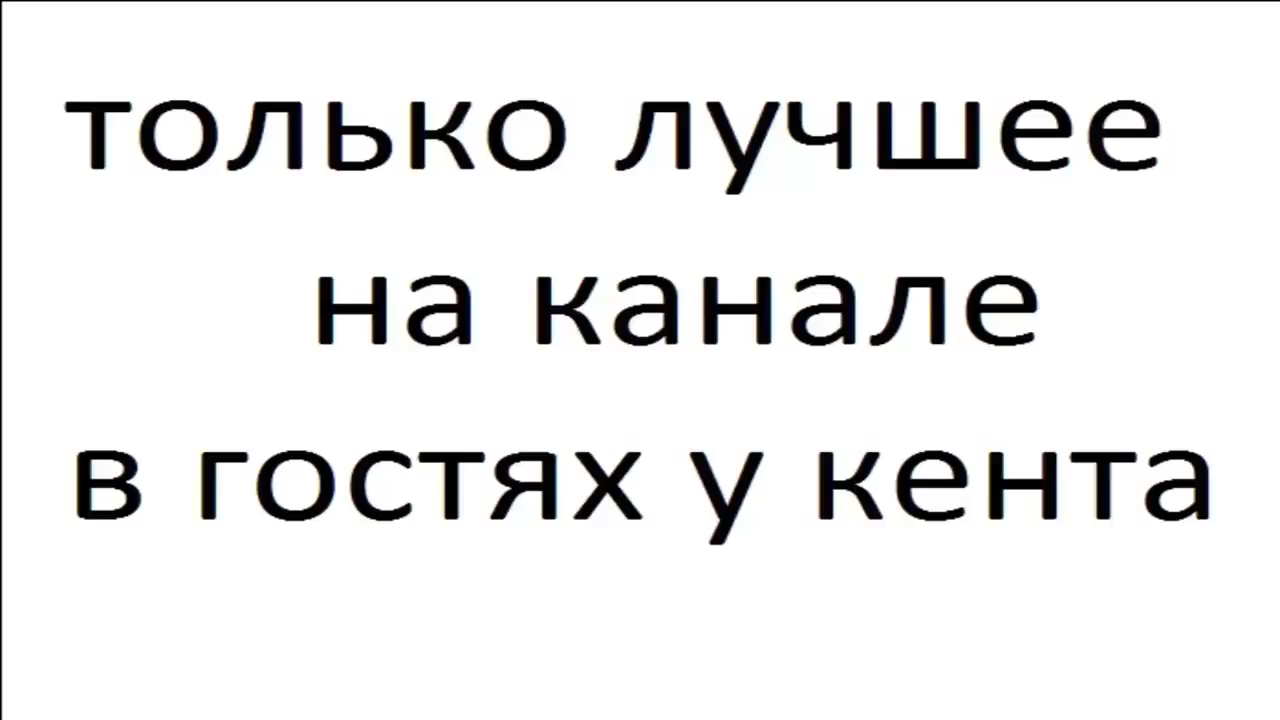 только лучшее
на канале
в гостях у кента